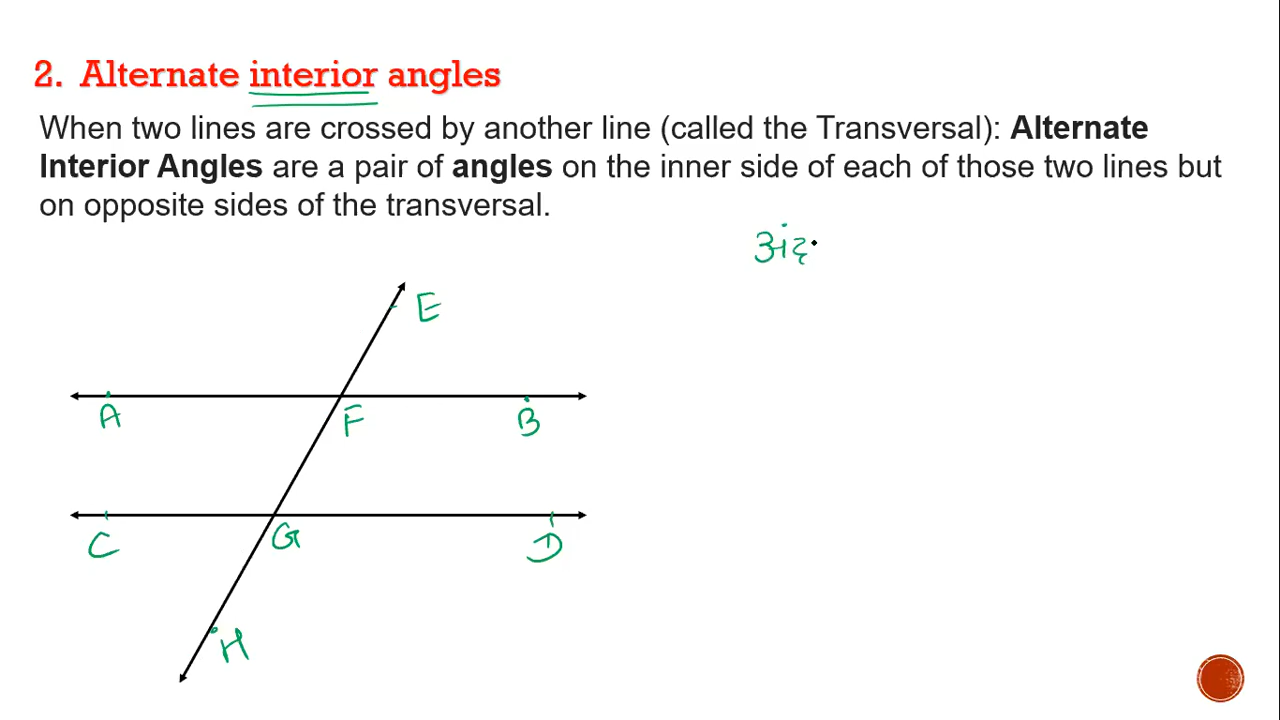 2. Alternate interior angles
When two lines are crossed by another line (called the Transversal): Alternate
Interior Angles are a pair of angles on the inner side of each of those two lines but
on opposite sides of the transversal.
E
A F B
C G D
H